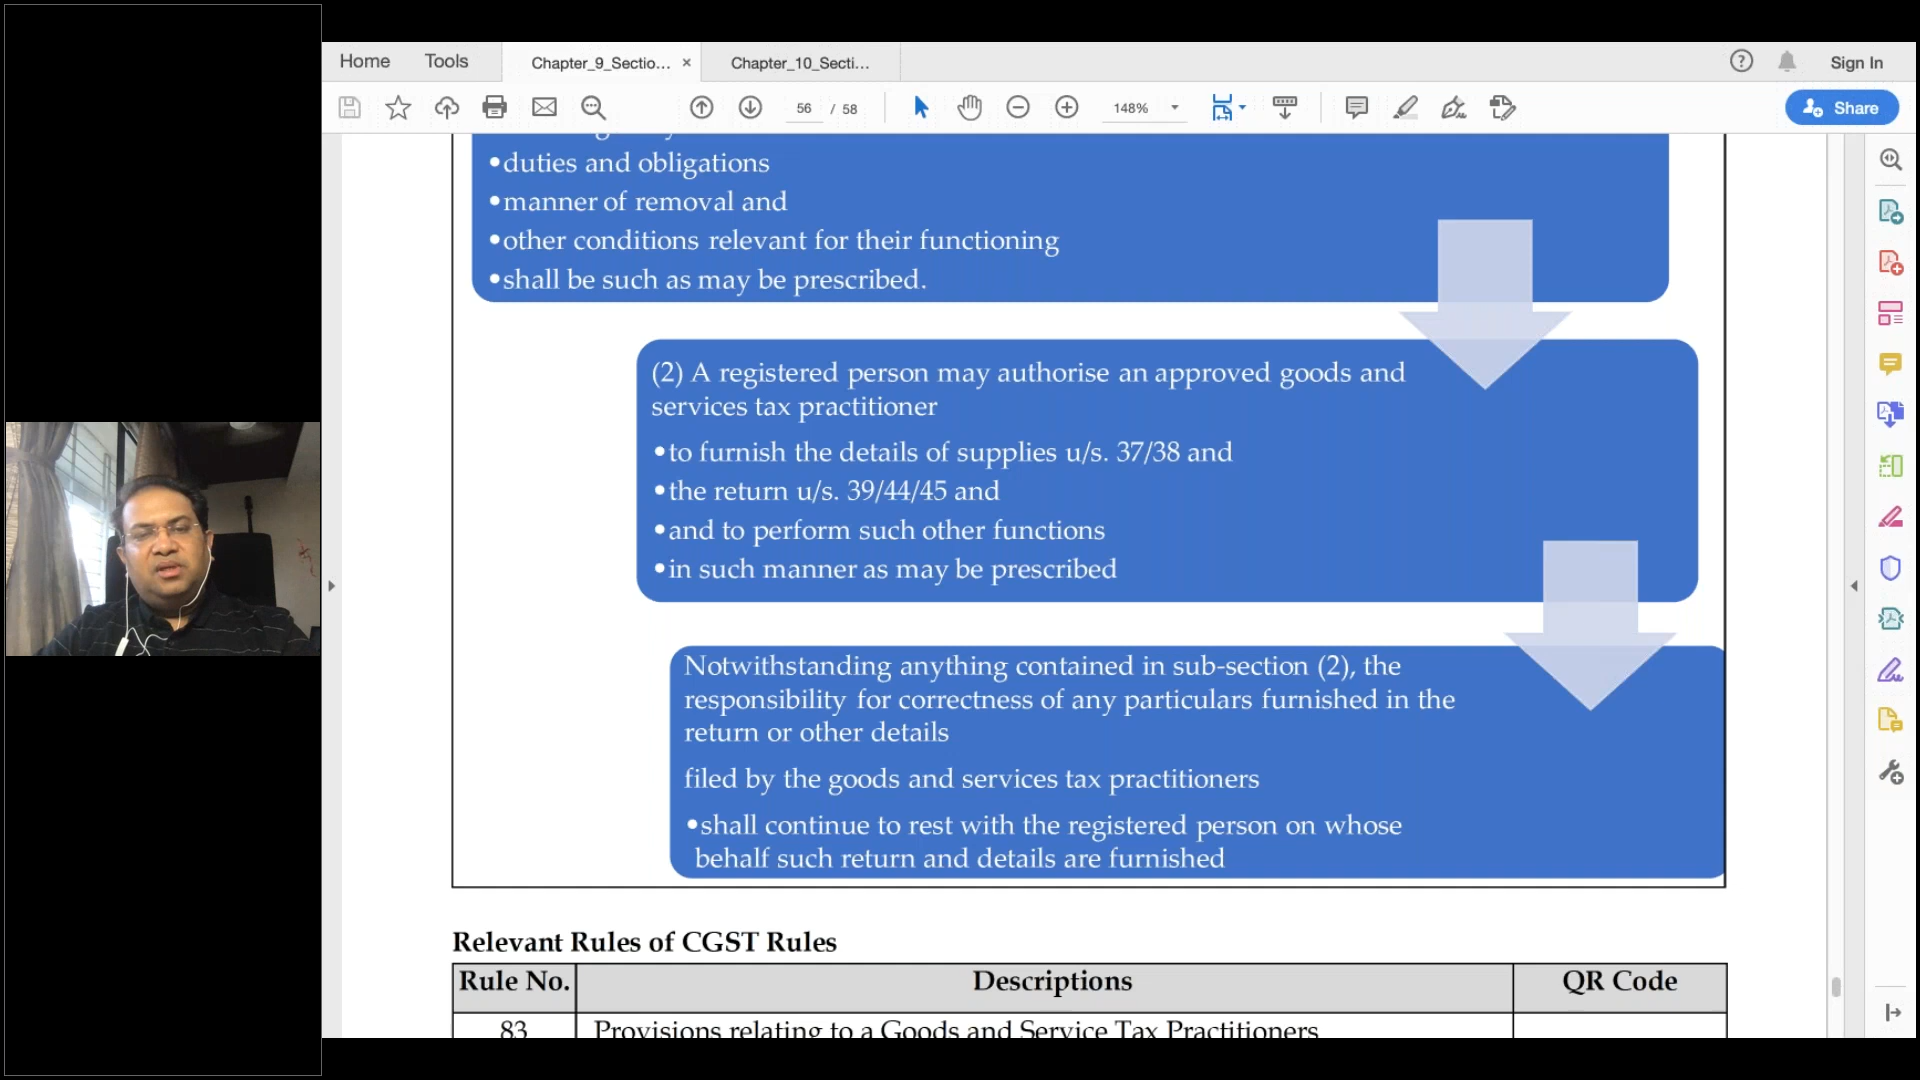 Home Tools Chapter_9_Sectio... × Chapter_10_Secti... Sign In
56 / 58 148% Share
•duties and obligations
•manner of removal and
•other conditions relevant for their functioning
•shall be such as may be prescribed.
(2) A registered person may authorise an approved goods and
services tax practitioner
•to furnish the details of supplies u/s. 37/38 and
•the return u/s. 39/44/45 and
•and to perform such other functions
•in such manner as may be prescribed
Notwithstanding anything contained in sub-section (2), the
responsibility for correctness of any particulars furnished in the
return or other details
filed by the goods and services tax practitioners
•shall continue to rest with the registered person on whose
behalf such return and details are furnished
Relevant Rules of CGST Rules
Rule No. Descriptions QR Code
83 Provisions relating to a Goods and Service Tax Practitioners